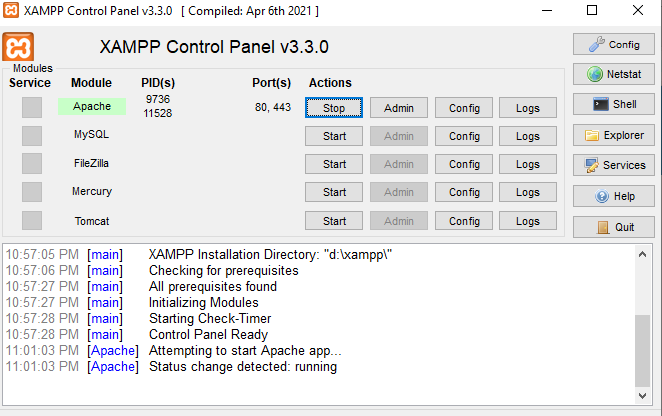 XAMPP Control Panel v3.3.0 [ Compiled: Apr 6th 2021 ]
XAMPP Control Panel v3.3.0
Config
Modules
Service Module PID(s) Port(s) Actions
Netstat
Apache 9736 11528 80, 443 Stop Admin Config Logs
Shell
MySQL Start Admin Config Logs
Explorer
FileZilla Start Admin Config Logs
Services
Mercury Start Admin Config Logs
Help
Tomcat Start Admin Config Logs
Quit
10:57:05 PM [main] XAMPP Installation Directory: "d:\xampp\"
10:57:06 PM [main] Checking for prerequisites
10:57:27 PM [main] All prerequisites found
10:57:27 PM [main] Initializing Modules
10:57:28 PM [main] Starting Check-Timer
10:57:28 PM [main] Control Panel Ready
11:01:03 PM [Apache] Attempting to start Apache app...
11:01:03 PM [Apache] Status change detected: running